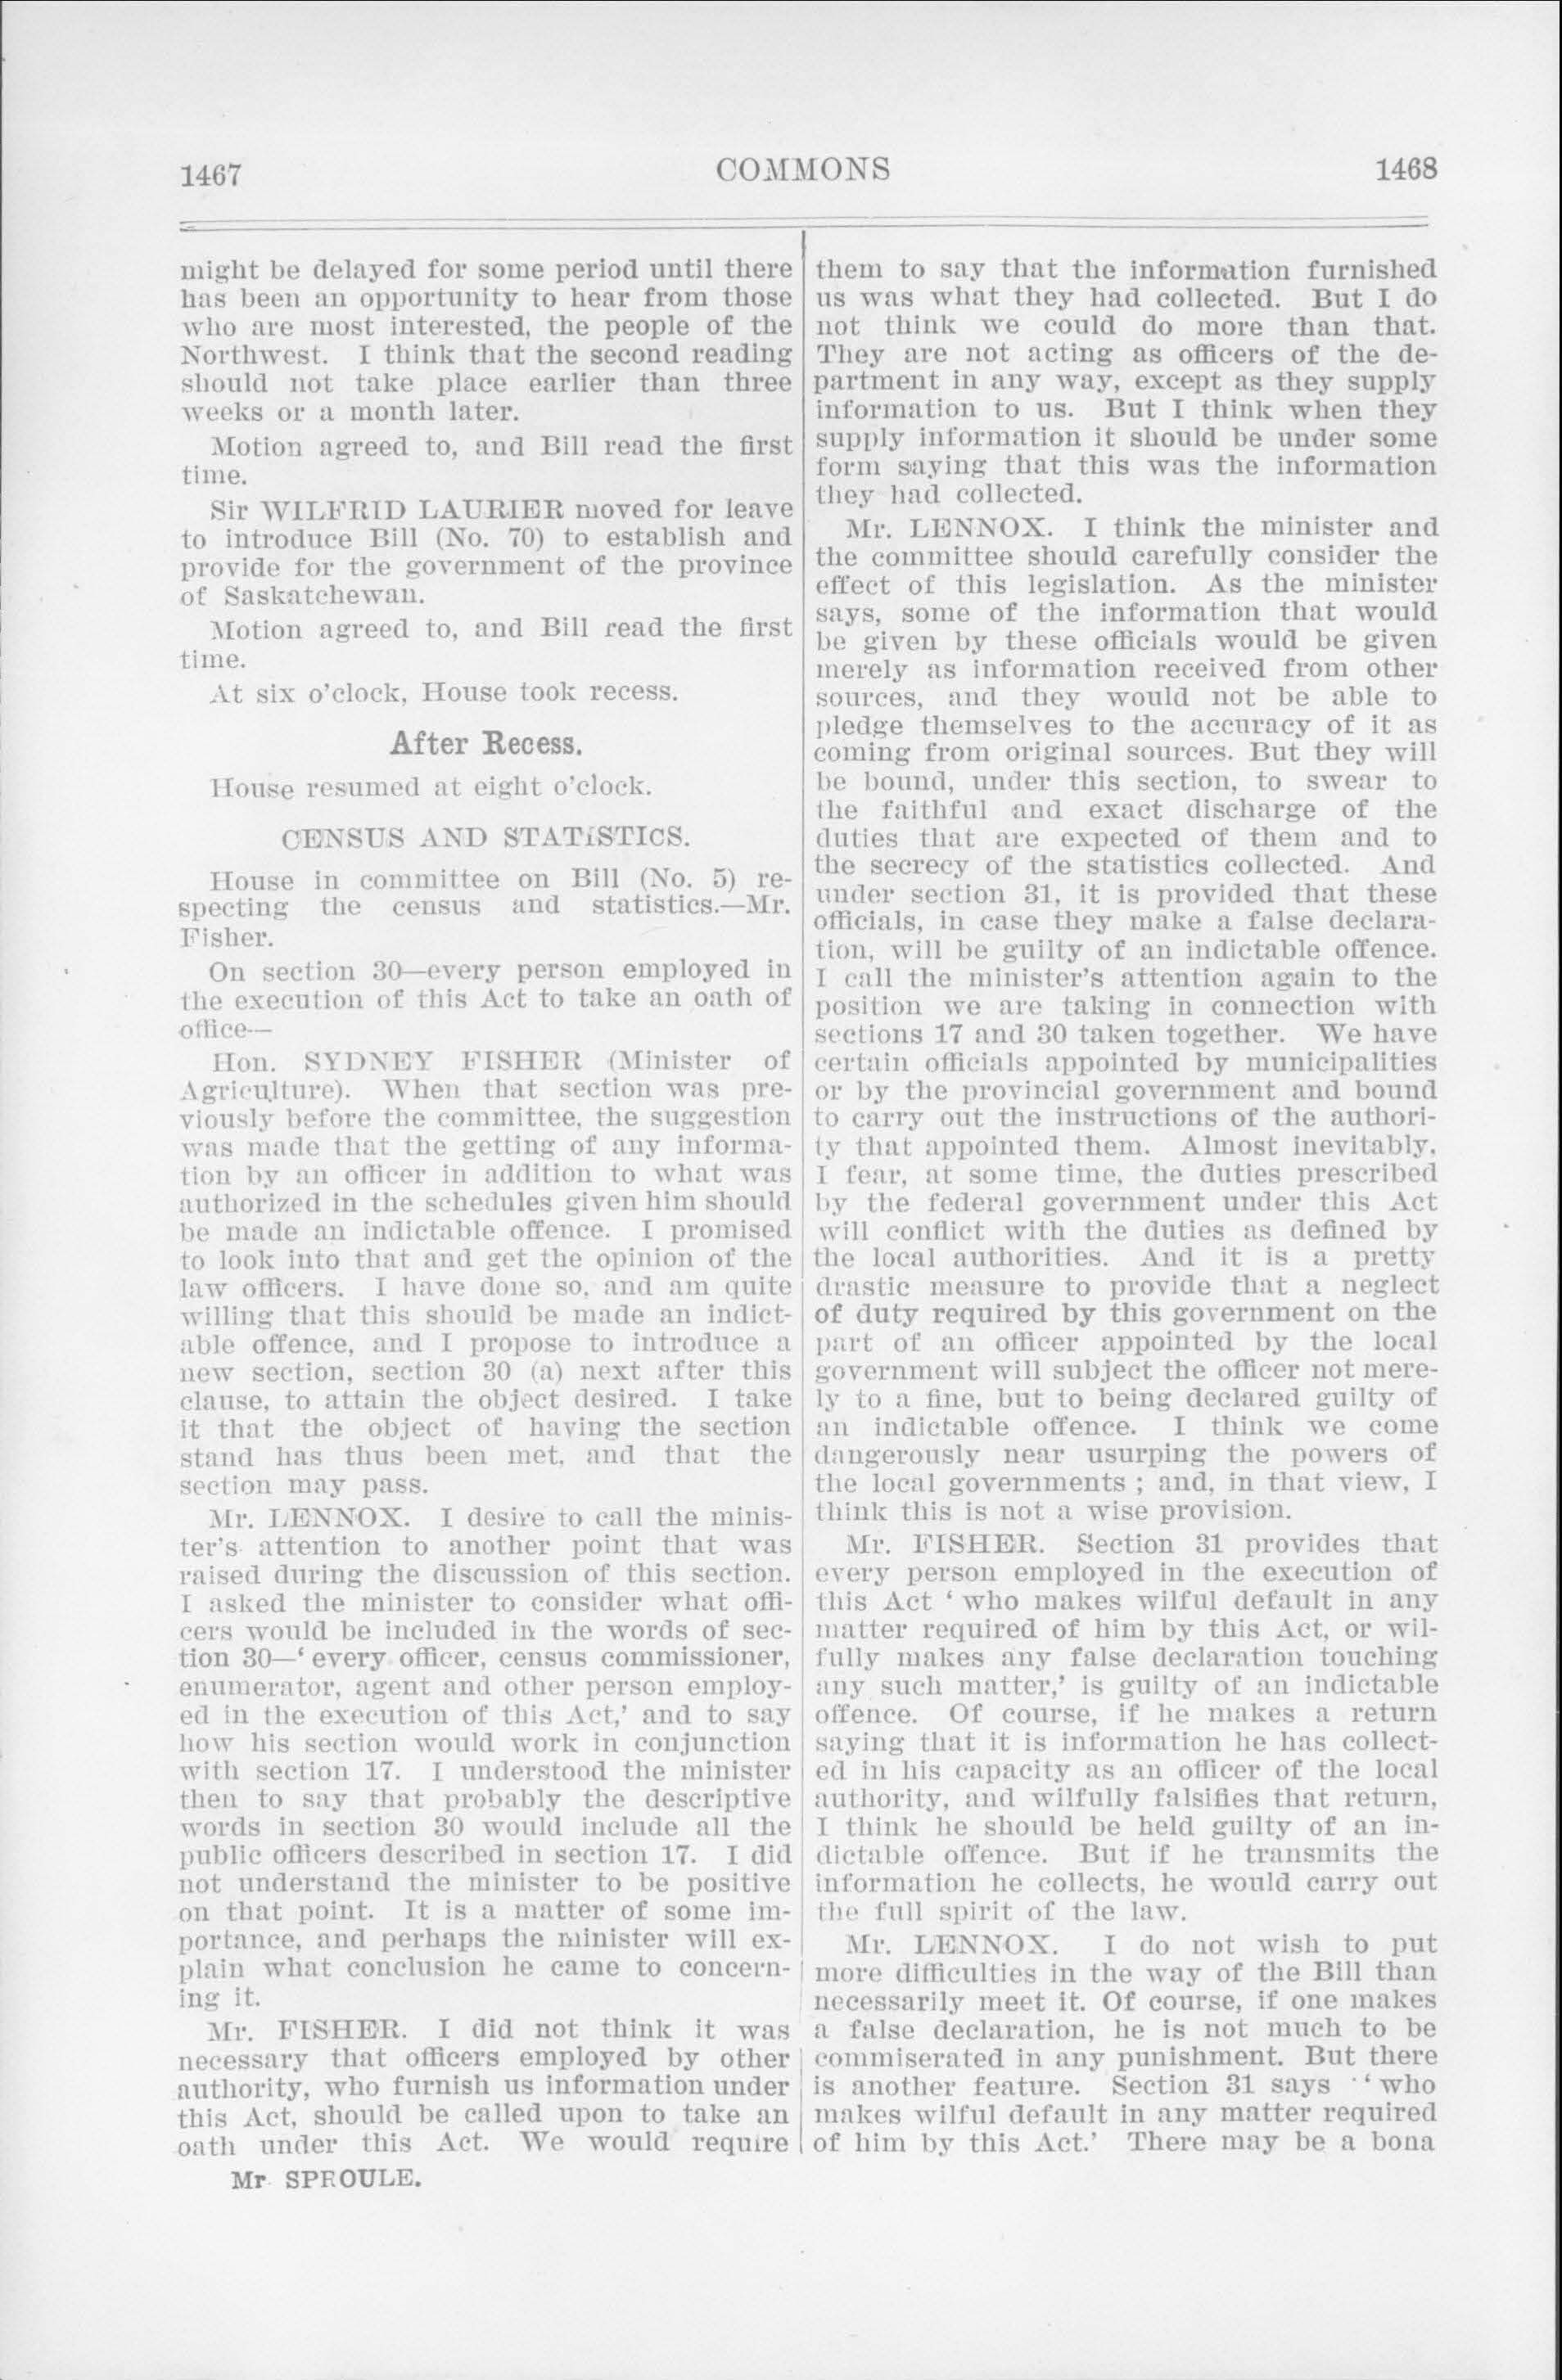 1467
COMMONS
1468
might be delayed for some period until there
has been an opportunity to hear from those
who are most interested, the people of the
Northwest. I think that the second reading
should not take place earlier than three
weeks or a month later.
Motion agreed to, and Bill read the first
time.
Sir WILFRID LAURIER moved for leave
to introduce Bill (No. 70) to establish and
provide for the government of the province
of Saskatchewan.
Motion agreed to, and Bill read the first
time.
At six o'clock, House took recess.
After Recess.
House resumed at eight o'clock.
CENSUS AND STATISTICS.
House in committee on Bill (No. 5) re-
specting the census and statistics.—Mr.
Fisher.
On section 30—every person employed in
the execution of this Act to take an oath of
office—
Hon. SYDNEY FISHER (Minister of
Agriculture). When that section was pre-
viously before the committee, the suggestion
was made that the getting of any informa-
tion by an officer in addition to what was
authorized in the schedules given him should
be made an indictable offence. I promised
to look into that and get the opinion of the
law officers. I have done so, and am quite
willing that this should be made an indict-
able offence, and I propose to introduce a
new section, section 30 (a) next after this
clause, to attain the object desired. I take
it that the object of having the section
stand has thus been met, and that the
section may pass.
Mr. LENNOX. I desire to call the minis-
ter's attention to another point that was
raised during the discussion of this section.
I asked the minister to consider what offi-
cers would be included in the words of sec-
tion 30—' every officer, census commissioner,
enumerator, agent and other person employ-
ed in the execution of this Act,' and to say
how his section would work in conjunction
with section 17. I understood the minister
then to say that probably the descriptive
words in section 30 would include all the
public officers described in section 17. I did
not understand the minister to be positive
on that point. It is a matter of some im-
portance, and perhaps the minister will ex-
plain what conclusion he came to concern-
ing it.
Mr. FISHER. I did not think it was
necessary that officers employed by other
authority, who furnish us information under
this Act, should be called upon to take an
oath under this Act. We would require
Mr. SPROULE.
them to say that the information furnished
us was what they had collected. But I do
not think we could do more than that.
They are not acting as officers of the de-
partment in any way, except as they supply
information to us. But I think when they
supply information it should be under some
form saying that this was the information
they had collected.
Mr. LENNOX. I think the minister and
the committee should carefully consider the
effect of this legislation. As the minister
says, some of the information that would
be given by these officials would be given
merely as information received from other
sources, and they would not be able to
pledge themselves to the accuracy of it as
coming from original sources. But they will
be bound, under this section, to swear to
the faithful and exact discharge of the
duties that are expected of them and to
the secrecy of the statistics collected. And
under section 31, it is provided that these
officials, in case they make a false declara-
tion, will be guilty of an indictable offence.
I call the minister's attention again to the
position we are taking in connection with
sections 17 and 30 taken together. We have
certain officials appointed by municipalities
or by the provincial government and bound
to carry out the instructions of the authori-
ty that appointed them. Almost inevitably,
I fear, at some time, the duties prescribed
by the federal government under this Act
will conflict with the duties as defined by
the local authorities. And it is a pretty
drastic measure to provide that a neglect
of duty required by this government on the
part of an officer appointed by the local
government will subject the officer not mere-
ly to a fine, but to being declared guilty of
an indictable offence. I think we come
dangerously near usurping the powers of
the local governments ; and, in that view, I
think this is not a wise provision.
Mr. FISHER. Section 31 provides that
every person employed in the execution of
this Act ' who makes wilful default in any
matter required of him by this Act, or wil-
fully makes any false declaration touching
any such matter,' is guilty of an indictable
offence. Of course, if he makes a return
saying that it is information he has collect-
ed in his capacity as an officer of the local
authority, and wilfully falsifies that return,
I think he should be held guilty of an in-
dictable offence. But if he transmits the
information he collects, he would carry out
the full spirit of the law.
Mr. LENNOX. I do not wish to put
more difficulties in the way of the Bill than
necessarily meet it. Of course, if one makes
a false declaration, he is not much to be
commiserated in any punishment. But there
is another feature. Section 31 says ' who
makes wilful default in any matter required
of him by this Act.' There may be a bona